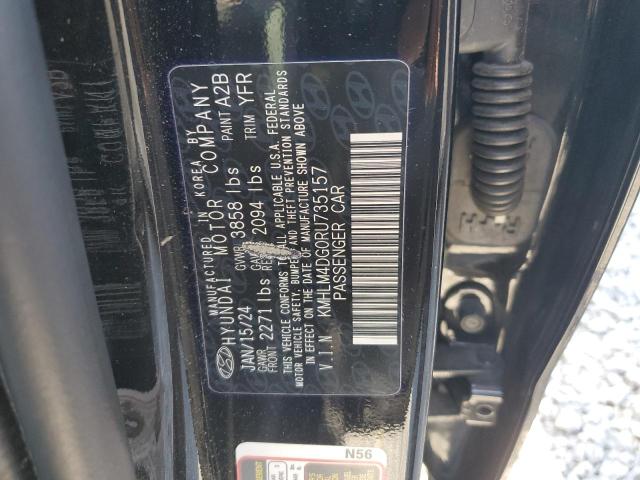 MANUFACTURED IN KOREA BY
HYUNDAI MOTOR COMPANY
JAN/15/24 GVWR 3858 lbs PAINT A2B
GAWR FRONT 2271 lbs 2094 lbs TRIM YFR
THIS VEHICLE CONFORMS TO ALL APPLICABLE U.S.A. FEDERAL
MOTOR VEHICLE SAFETY, BUMPER AND THEFT PREVENTION STANDARDS
IN EFFECT ON THE DATE OF MANUFACTURE SHOWN ABOVE
V.I.N KMHLM4DG0RU735157
PASSENGER CAR
N56